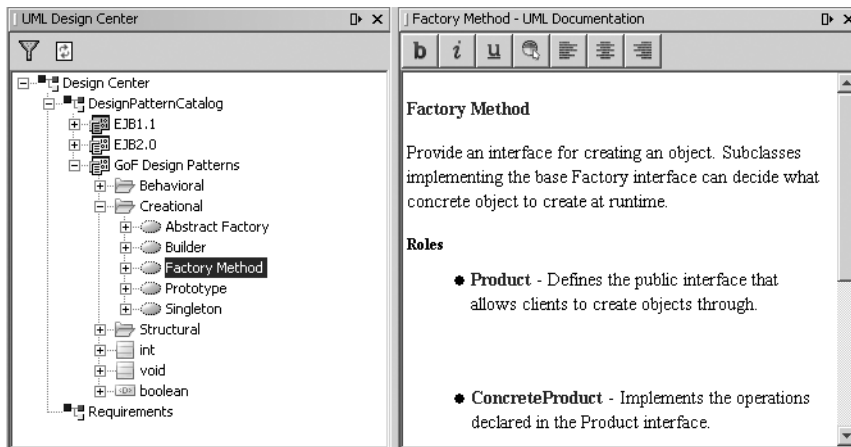 UML Design Center
Design Center
DesignPatternCatalog
EJB1.1
EJB2.0
GoF Design Patterns
Behavioral
Creational
Abstract Factory
Builder
Factory Method
Prototype
Singleton
Structural
int
void
boolean
Requirements
Factory Method - UML Documentation
b i u
Factory Method
Provide an interface for creating an object. Subclasses
implementing the base Factory interface can decide what
concrete object to create at runtime.
Roles
Product - Defines the public interface that
allows clients to create objects through.
ConcreteProduct - Implements the operations
declared in the Product interface.